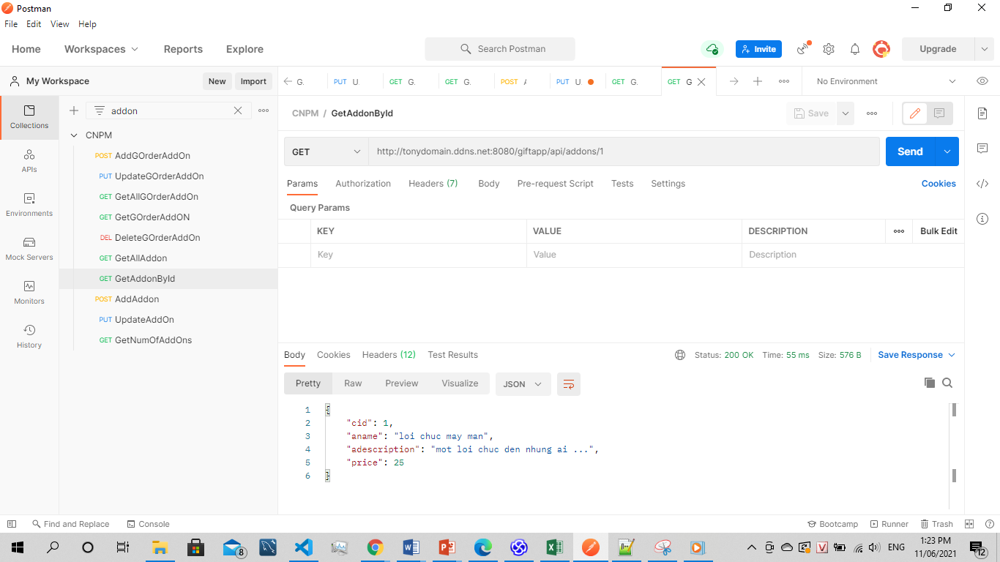 Postman
File Edit View Help
Home Workspaces Reports Explore Search Postman Invite Upgrade
My Workspace New Import
G. PUT U. GET G. GET G. POST PUT U. GET G. GET G No Environment
Collections
APIs
Environments
Mock Servers
Monitors
History
addon
CNPM
POST AddGOrderAddOn
PUT UpdateGOrderAddOn
GET GetAllGOrderAddOn
GET GetGOrderAddON
DEL DeleteGOrderAddOn
GET GetAllAddon
GET GetAddonById
POST AddAddon
PUT UpdateAddOn
GET GetNumOfAddOns
CNPM / GetAddonById Save
GET http://tonydomain.ddns.net:8080/giftapp/api/addons/1 Send
Params Authorization Headers (7) Body Pre-request Script Tests Settings Cookies
Query Params
KEY VALUE DESCRIPTION Bulk Edit
Key Value Description
Body Cookies Headers (12) Test Results Status: 200 OK Time: 55 ms Size: 576 B Save Response
Pretty Raw Preview Visualize JSON
1 {
2 "cid": 1,
3 "aname": "loi chuc may man",
4 "adescription": "mot loi chuc den nhung ai ...",
5 "price": 25
6 }
Find and Replace Console Bootcamp Runner Trash
8 ENG 1:23 PM
11/06/2021 12